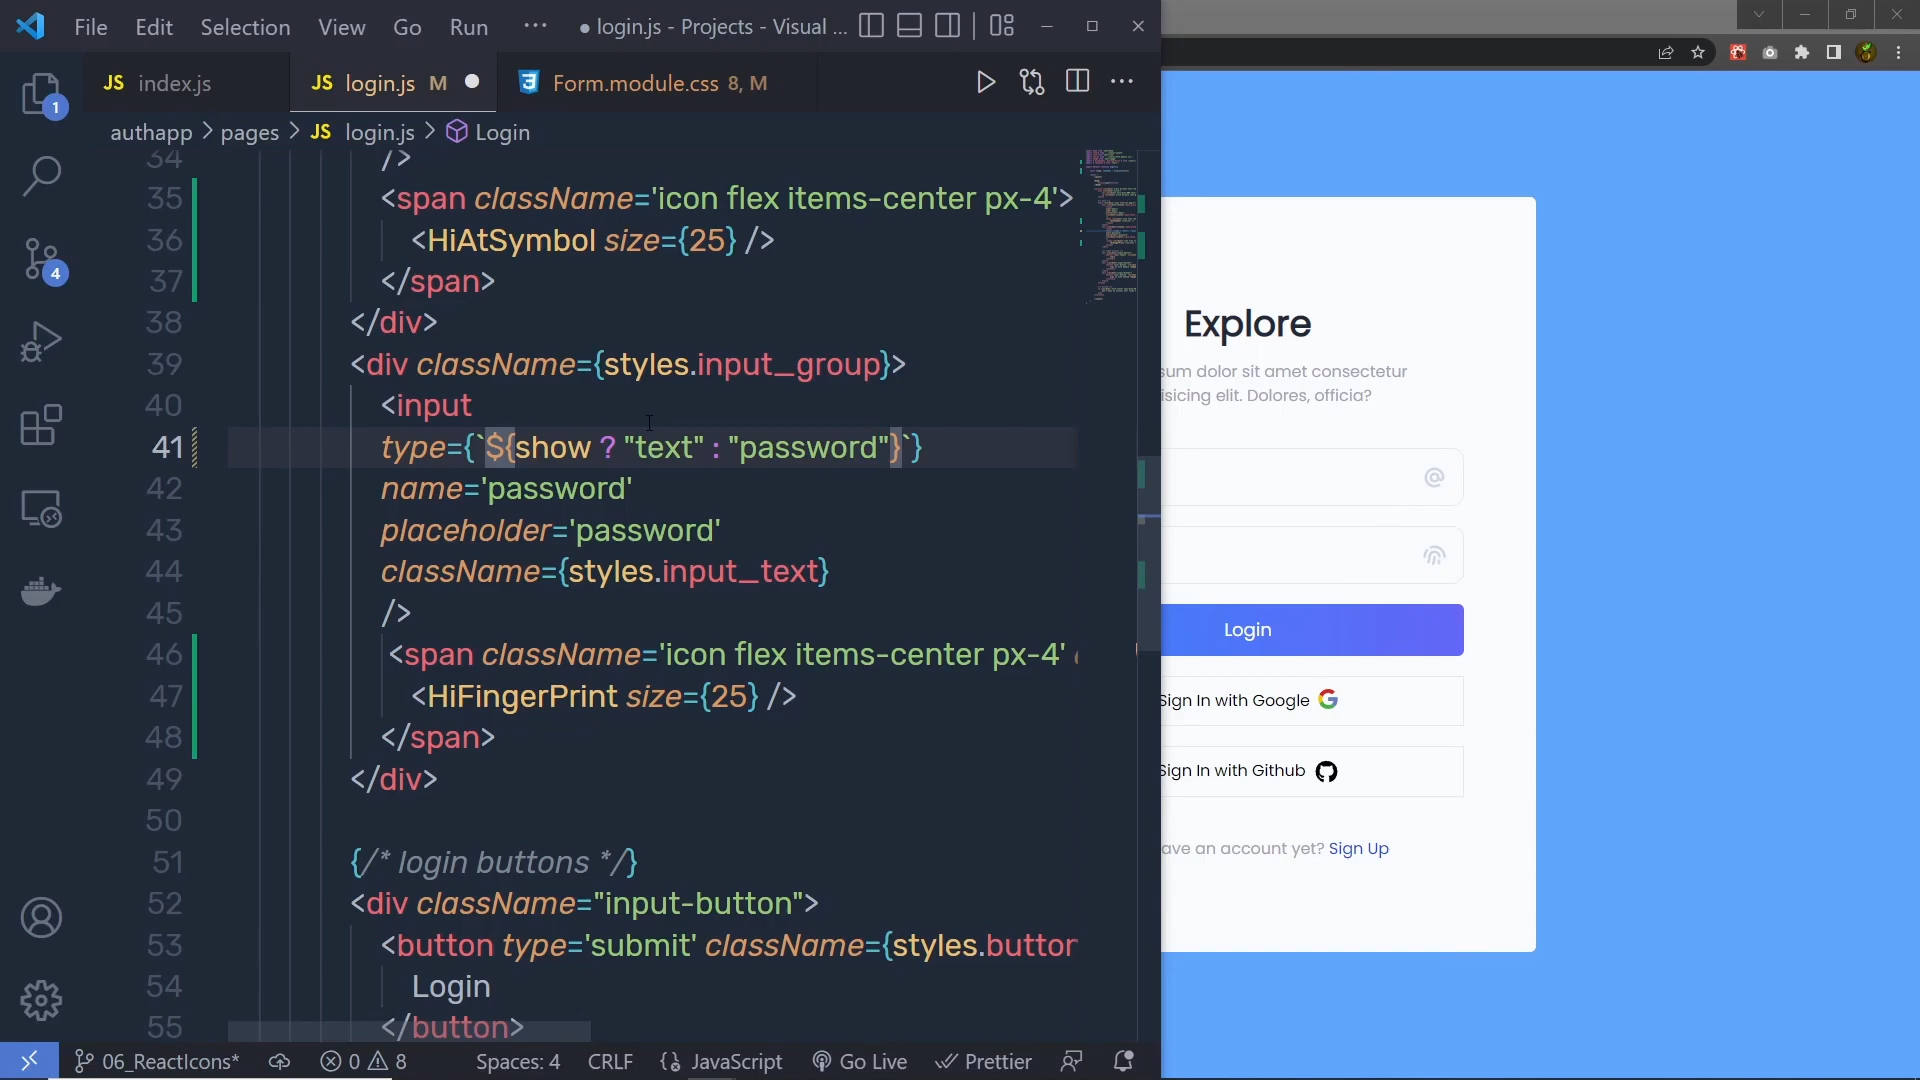 File Edit Selection View Go Run ··· ● login.js - Projects - Visual ...
JS index.js JS login.js M Form.module.css 8, M
authapp > pages > JS login.js > Login
34 />
35 <span className='icon flex items-center px-4'>
36 <HiAtSymbol size={25} />
37 </span>
38 </div>
39 <div className={styles.input_group}>
40 <input
41 type={`${show ? "text" : "password"}`}
42 name='password'
43 placeholder='password'
44 className={styles.input_text}
45 />
46 <span className='icon flex items-center px-4'
47 <HiFingerPrint size={25} />
48 </span>
49 </div>
50
51 {/* login buttons */}
52 <div className="input-button">
53 <button type='submit' className={styles.button
54 Login
55 </button>
1
4
06_ReactIcons* 0 8 Spaces: 4 CRLF {} JavaScript Go Live Prettier
Explore
sum dolor sit amet consectetur
isicing elit. Dolores, officia?
Login
Sign In with Google
Sign In with Github
ave an account yet? Sign Up